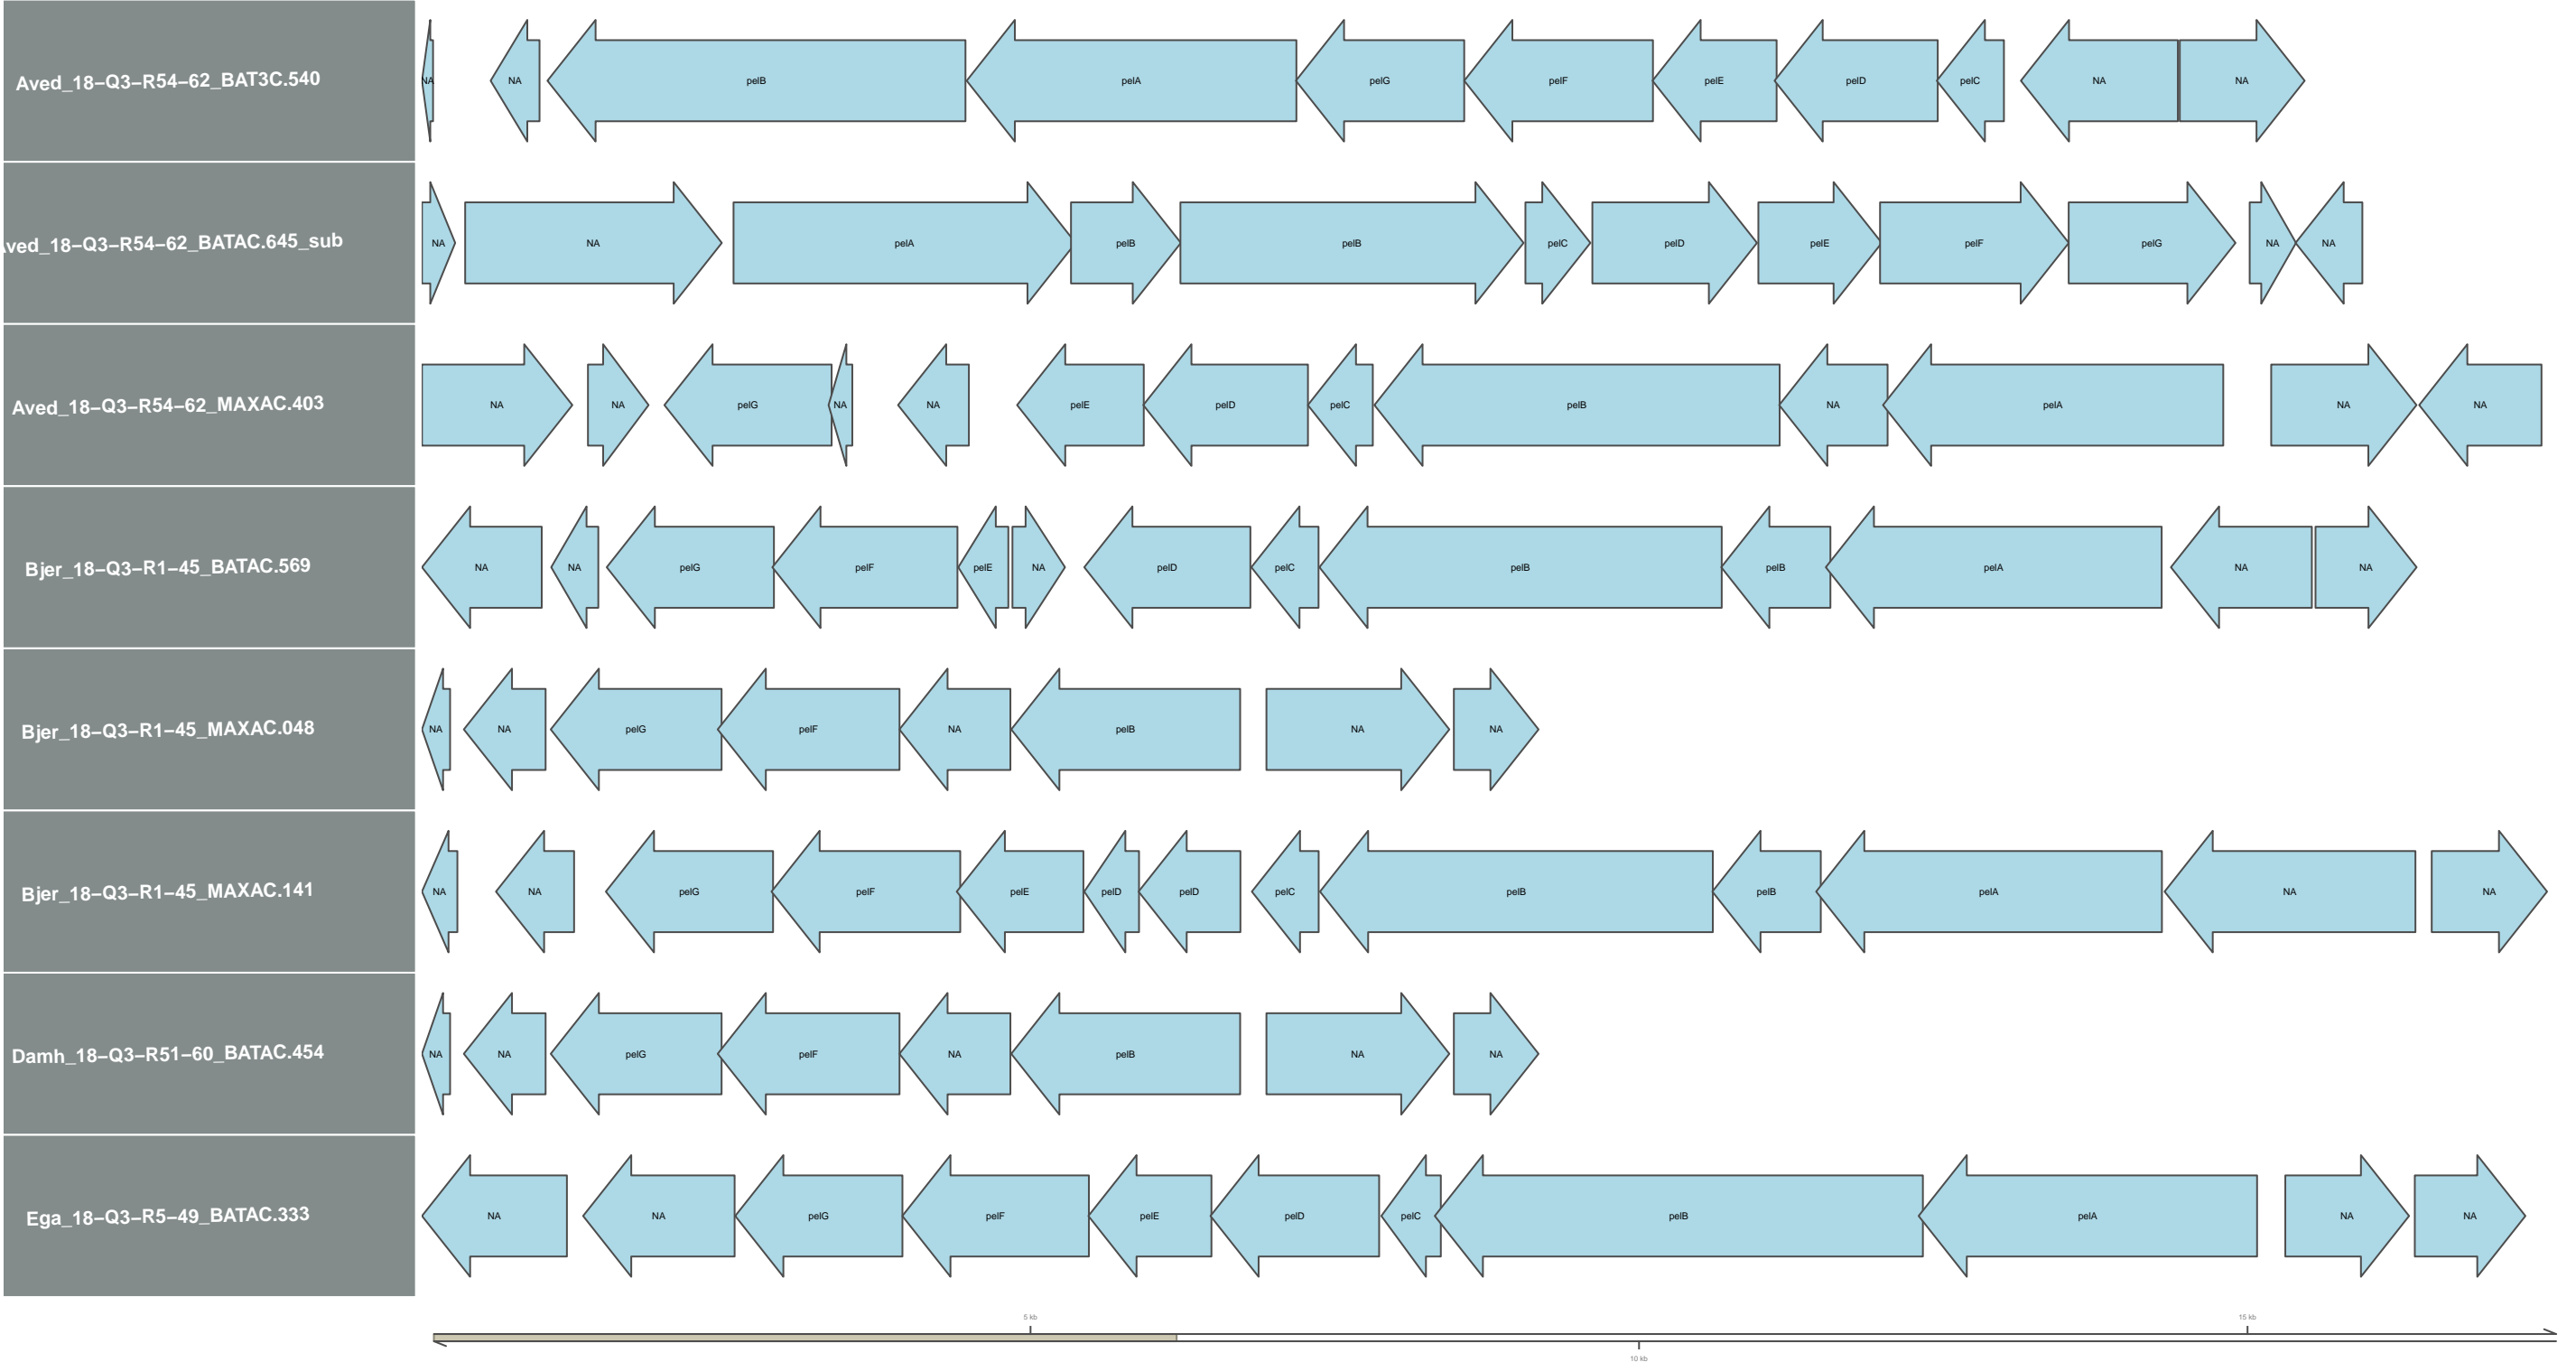 Aved_18–Q3–R54–62_BAT3C.540
NA NA pelB pelA pelG pelF pelE pelD pelC NA NA
ved_18–Q3–R54–62_BATAC.645_sub
NA NA pelA pelB pelB pelC pelD pelE pelF pelG NA NA
Aved_18–Q3–R54–62_MAXAC.403
NA NA pelG NA NA pelE pelD pelC pelB NA pelA NA NA
Bjer_18–Q3–R1–45_BATAC.569
NA NA pelG pelF pelE NA pelD pelC pelB pelB pelA NA NA
Bjer_18–Q3–R1–45_MAXAC.048
NA NA pelG pelF NA pelB NA NA
Bjer_18–Q3–R1–45_MAXAC.141
NA NA pelG pelF pelE pelD pelD pelC pelB pelB pelA NA NA
Damh_18–Q3–R51–60_BATAC.454
NA NA pelG pelF NA pelB NA NA
Ega_18–Q3–R5–49_BATAC.333
NA NA pelG pelF pelE pelD pelC pelB pelA NA NA
5 kb 15 kb
10 kb